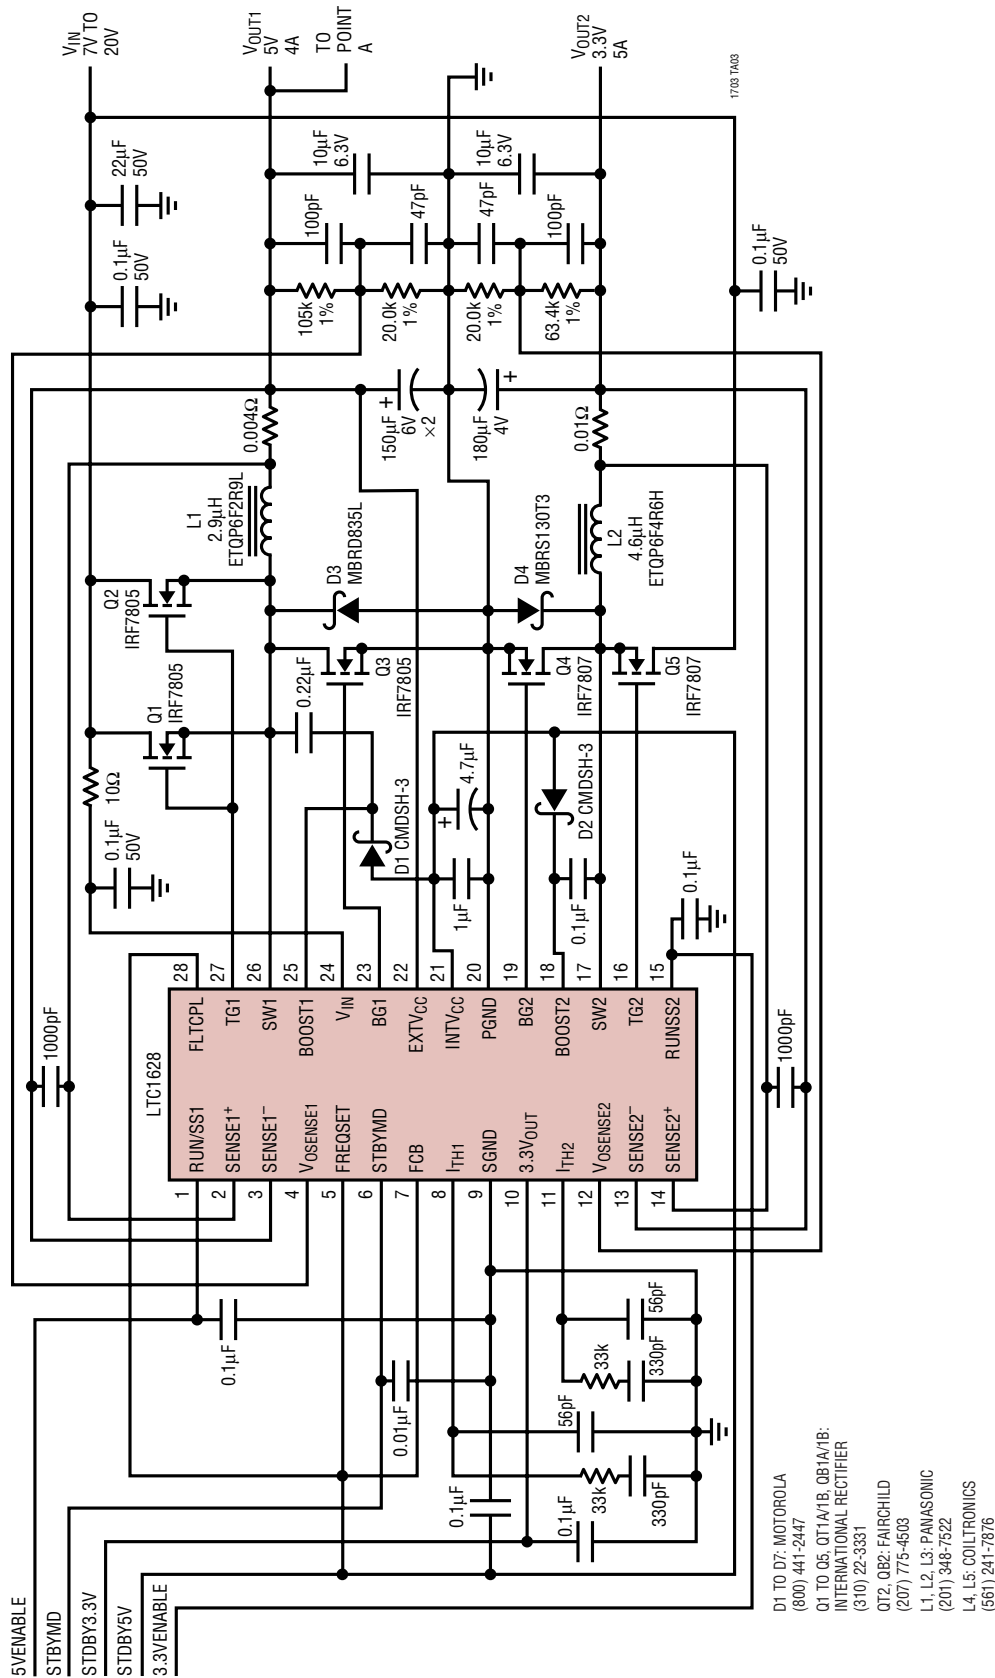 VIN
7V TO
20V
VOUT1
5V
4A
TO
POINT
A
VOUT2
3.3V
5A
1703 TA03
22µF
50V
0.1µF
50V
10µF
6.3V
10µF
6.3V
100pF
47pF
47pF
100pF
105k
1%
20.0k
1%
20.0k
1%
63.4k
1%
0.1µF
50V
0.004Ω
150µF
6V
×2
+
180µF
4V
+
0.01Ω
L1
2.9µH
ETQP6F2R9L
L2
4.6µH
ETQP6F4R6H
Q2
IRF7805
D3
MBRD835L
D4
MBRS130T3
Q1
IRF7805
Q3
IRF7805
Q4
IRF7807
Q5
IRF7807
10Ω
0.22µF
0.1µF
50V
D1 CMDSH-3
4.7µF
+
1µF
D2 CMDSH-3
0.1µF
0.1µF
1000pF
LTC1628
28 FLTCPL
27 TG1
26 SW1
25 BOOST1
24 VIN
23 BG1
22 EXTVCC
21 INTVCC
20 PGND
19 BG2
18 BOOST2
17 SW2
16 TG2
15 RUNSS2
RUN/SS1 1
SENSE1+ 2
SENSE1– 3
VOSENSE1 4
FREQSET 5
STBYMD 6
FCB 7
ITH1 8
SGND 9
3.3VOUT 10
ITH2 11
VOSENSE2 12
SENSE2– 13
SENSE2+ 14
1000pF
0.1µF
0.01µF
0.1µF
56pF
33k
330pF
56pF
33k
330pF
0.1µF
5VENABLE
STBYMD
STDBY3.3V
STDBY5V
3.3VENABLE
D1 TO D7: MOTOROLA
(800) 441-2447
Q1 TO Q5, QT1A/1B, QB1A/1B:
INTERNATIONAL RECTIFIER
(310) 22-3331
QT2, QB2: FAIRCHILD
(207) 775-4503
L1, L2, L3: PANASONIC
(201) 348-7522
L4, L5: COILTRONICS
(561) 241-7876